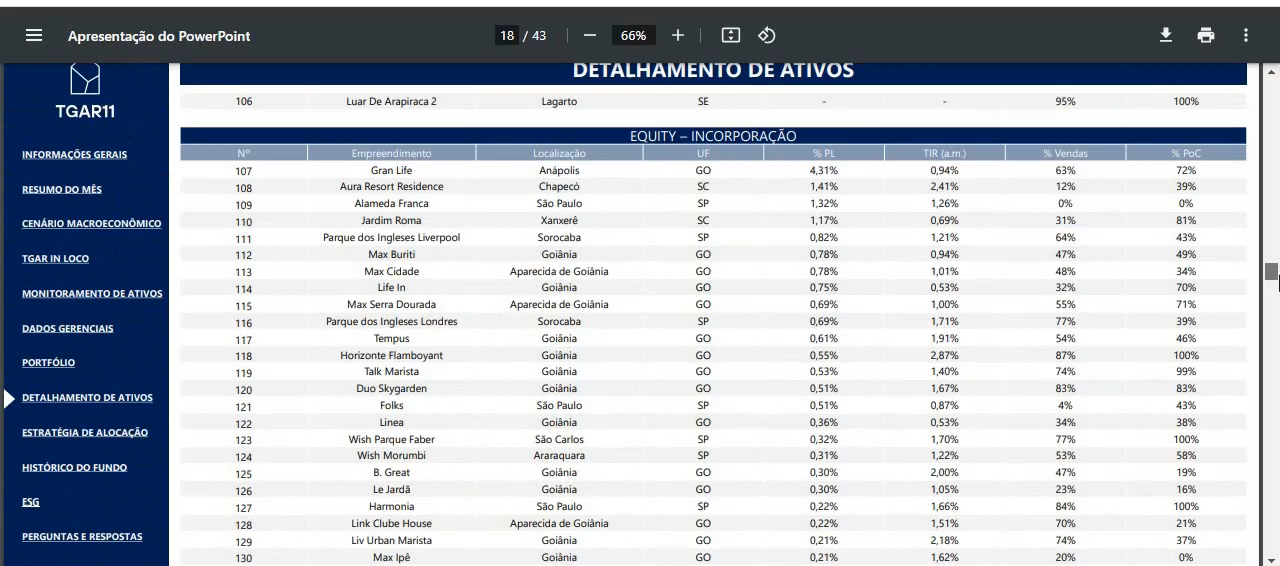 Apresentação do PowerPoint
18 / 43
66%
TGAR11
INFORMAÇÕES GERAIS
RESUMO DO MÊS
CENÁRIO MACROECONÔMICO
TGAR IN LOCO
MONITORAMENTO DE ATIVOS
DADOS GERENCIAIS
PORTFÓLIO
DETALHAMENTO DE ATIVOS
ESTRATÉGIA DE ALOCAÇÃO
HISTÓRICO DO FUNDO
ESG
PERGUNTAS E RESPOSTAS
DETALHAMENTO DE ATIVOS
106 Luar De Arapiraca 2 Lagarto SE - - 95% 100%
EQUITY – INCORPORAÇÃO
Nº Empreendimento Localização UF % PL TIR (a.m.) % Vendas % PoC
107 Gran Life Anápolis GO 4,31% 0,94% 63% 72%
108 Aura Resort Residence Chapecó SC 1,41% 2,41% 12% 39%
109 Alameda Franca São Paulo SP 1,32% 1,26% 0% 0%
110 Jardim Roma Xanxerê SC 1,17% 0,69% 31% 81%
111 Parque dos Ingleses Liverpool Sorocaba SP 0,82% 1,21% 64% 43%
112 Max Buriti Goiânia GO 0,78% 0,94% 47% 49%
113 Max Cidade Aparecida de Goiânia GO 0,78% 1,01% 48% 34%
114 Life In Goiânia GO 0,75% 0,53% 32% 70%
115 Max Serra Dourada Aparecida de Goiânia GO 0,69% 1,00% 55% 71%
116 Parque dos Ingleses Londres Sorocaba SP 0,69% 1,71% 77% 39%
117 Tempus Goiânia GO 0,61% 1,91% 54% 46%
118 Horizonte Flamboyant Goiânia GO 0,55% 2,87% 87% 100%
119 Talk Marista Goiânia GO 0,53% 1,40% 74% 99%
120 Duo Skygarden Goiânia GO 0,51% 1,67% 83% 83%
121 Folks São Paulo SP 0,51% 0,87% 4% 43%
122 Linea Goiânia GO 0,36% 0,53% 34% 38%
123 Wish Parque Faber São Carlos SP 0,32% 1,70% 77% 100%
124 Wish Morumbi Araraquara SP 0,31% 1,22% 53% 58%
125 B. Great Goiânia GO 0,30% 2,00% 47% 19%
126 Le Jardã Goiânia GO 0,30% 1,05% 23% 16%
127 Harmonia São Paulo SP 0,22% 1,66% 84% 100%
128 Link Clube House Aparecida de Goiânia GO 0,22% 1,51% 70% 21%
129 Liv Urban Marista Goiânia GO 0,21% 2,18% 74% 37%
130 Max Ipê Goiânia GO 0,21% 1,62% 20% 0%